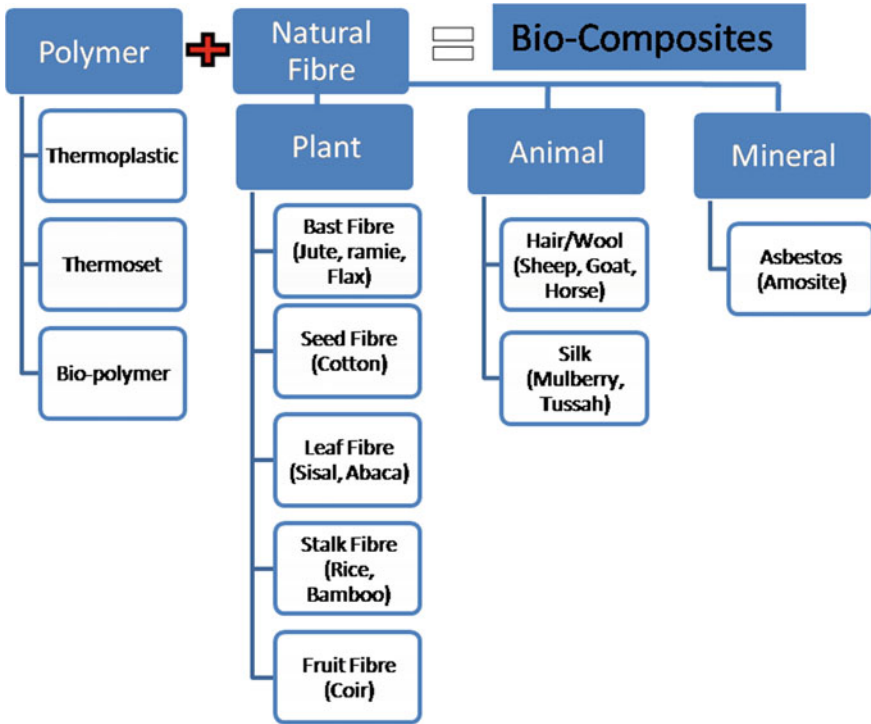 Polymer
Natural
Fibre
Bio-Composites
Thermoplastic
Thermoset
Bio-polymer
Plant
Bast Fibre
(Jute, ramie,
Flax)
Seed Fibre
(Cotton)
Leaf Fibre
(Sisal, Abaca)
Stalk Fibre
(Rice,
Bamboo)
Fruit Fibre
(Coir)
Animal
Hair/Wool
(Sheep, Goat,
Horse)
Silk
(Mulberry,
Tussah)
Mineral
Asbestos
(Amosite)